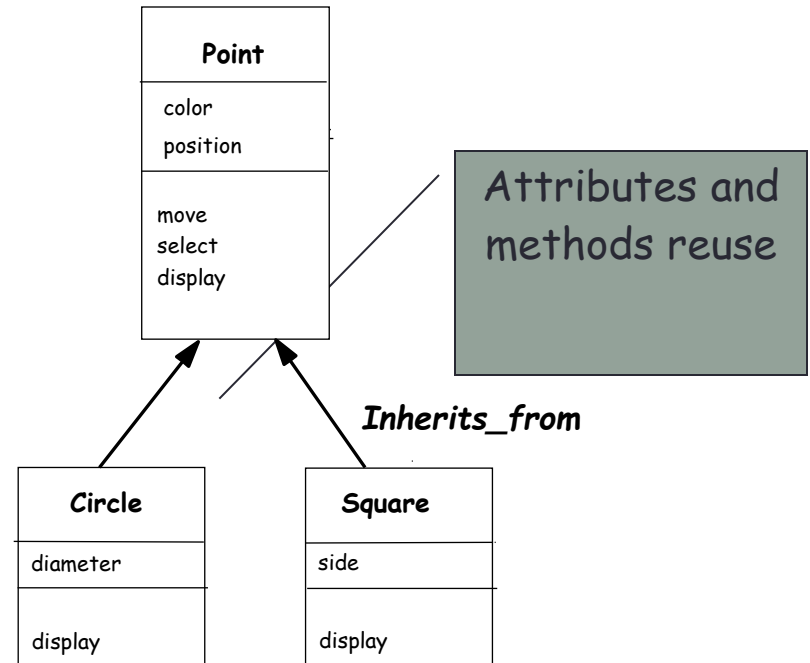 Point
color
position
move
select
display
Attributes and
methods reuse
Inherits_from
Circle
diameter
display
Square
side
display